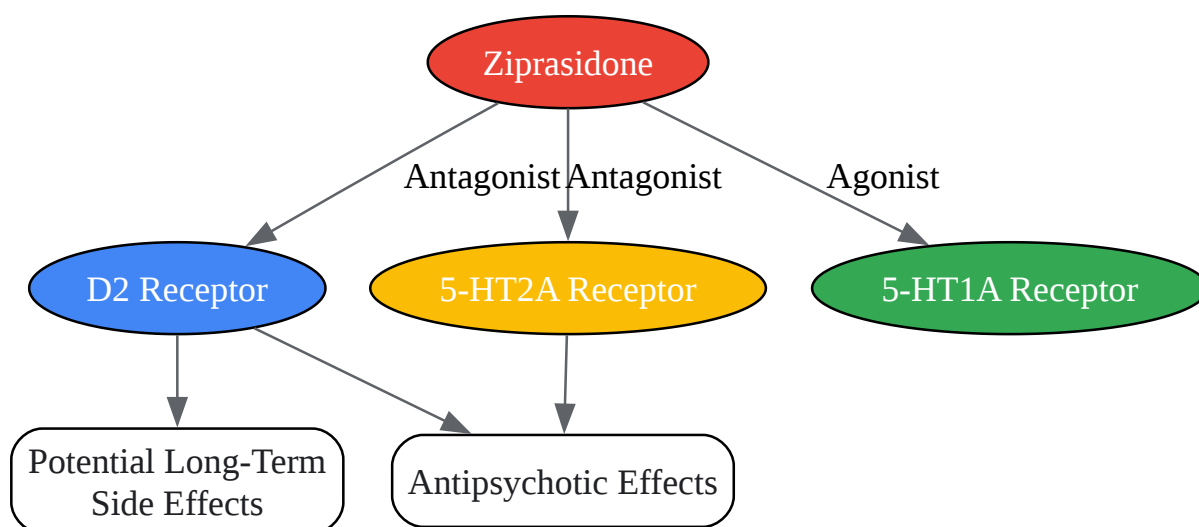 Ziprasidone
Antagonist
Antagonist
Agonist
D2 Receptor
5-HT2A Receptor
5-HT1A Receptor
Potential Long-Term
Side Effects
Antipsychotic Effects